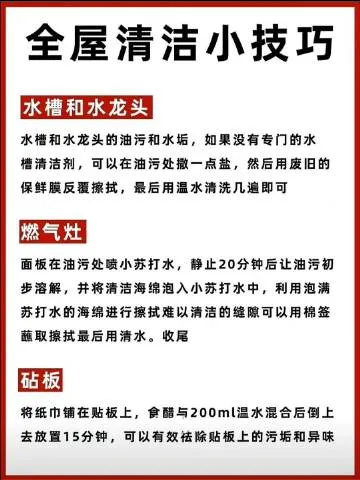 全屋清洁小技巧
水槽和水龙头
水槽和水龙头的油污和水垢，如果没有专门的水
槽清洁剂，可以在油污处撒一点盐，然后用废旧的
保鲜膜反覆擦拭，最后用温水清洗几遍即可
燃气灶
面板在油污处喷小苏打水，静止20分钟后让油污初
步溶解，并将清洁海绵泡入小苏打水中，利用泡满
苏打水的海绵进行擦拭难以清洁的缝隙可以用棉签
蘸取擦拭最后用清水。收尾
砧板
将纸巾铺在贴板上，食醋与200ml温水混合后倒上
去放置15分钟，可以有效祛除贴板上的污垢和异味